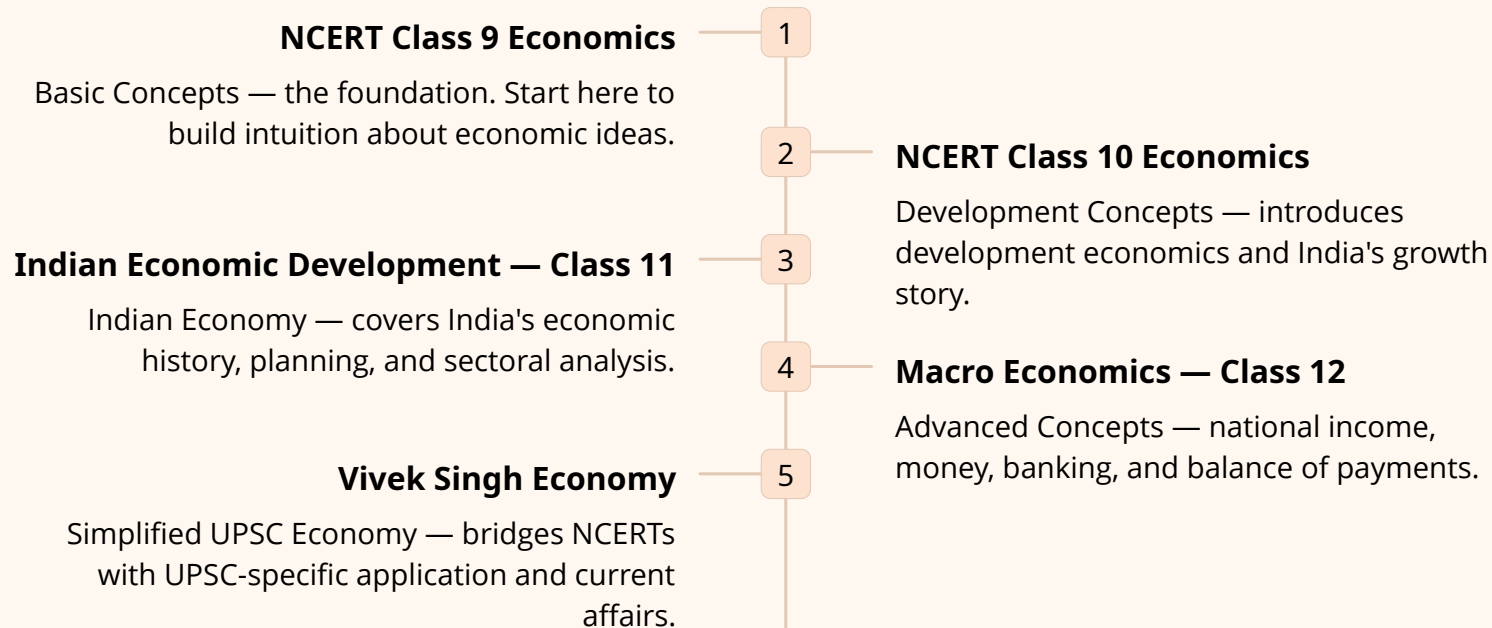 1
NCERT Class 9 Economics
Basic Concepts — the foundation. Start here to
build intuition about economic ideas.
2
NCERT Class 10 Economics
Development Concepts — introduces
development economics and India's growth
story.
3
Indian Economic Development — Class 11
Indian Economy — covers India's economic
history, planning, and sectoral analysis.
4
Macro Economics — Class 12
Advanced Concepts — national income,
money, banking, and balance of payments.
5
Vivek Singh Economy
Simplified UPSC Economy — bridges NCERTs
with UPSC-specific application and current
affairs.